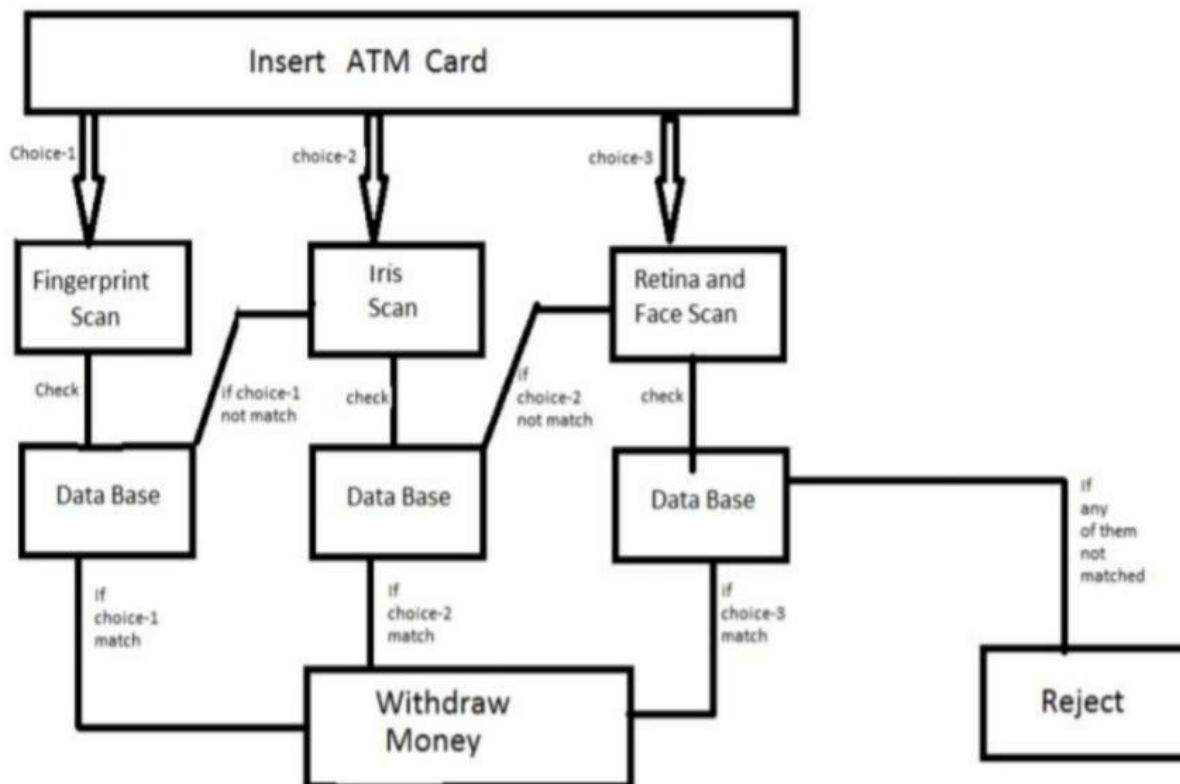 Insert ATM Card
Choice-1
choice-2
choice-3
Fingerprint
Scan
Iris
Scan
Retina and
Face Scan
Check
if choice-1
not match
check
if
choice-2
not match
check
Data Base
Data Base
Data Base
If
any
of them
not
matched
If
choice-1
match
If
choice-2
match
if
choice-3
match
Withdraw
Money
Reject